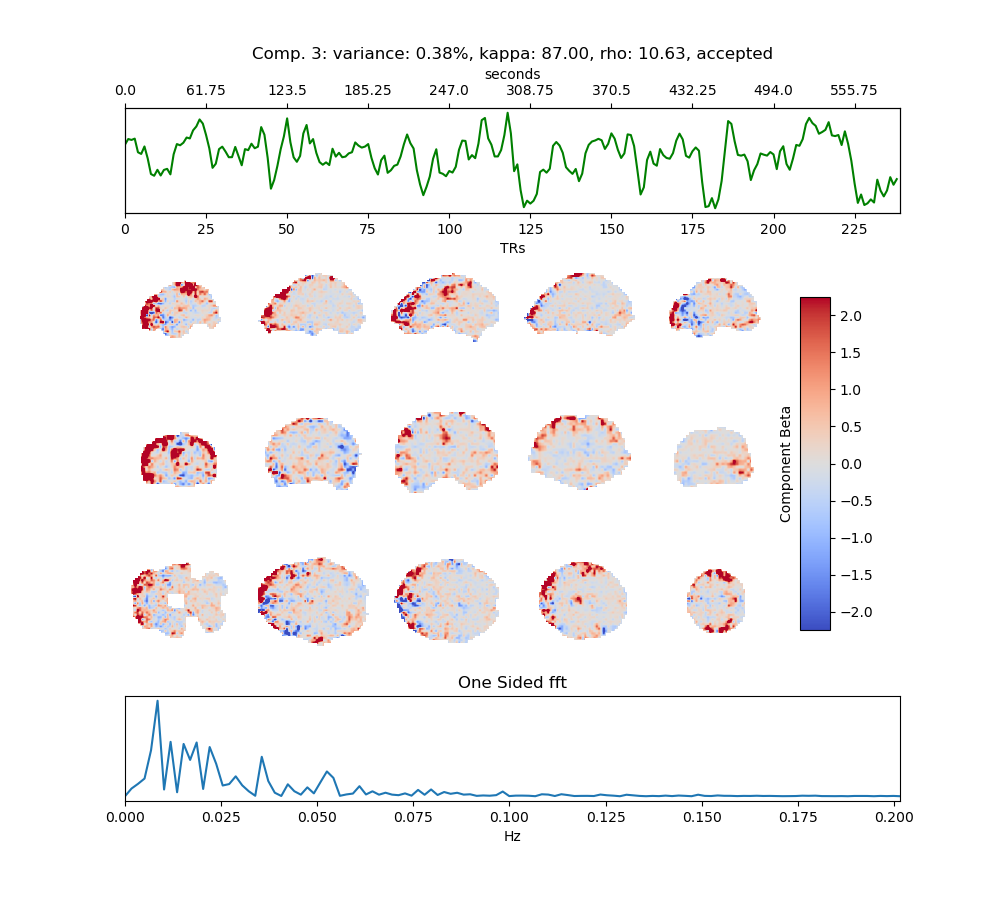 Comp. 3: variance: 0.38%, kappa: 87.00, rho: 10.63, accepted
seconds
0.0 61.75 123.5 185.25 247.0 308.75 370.5 432.25 494.0 555.75
0 25 50 75 100 125 150 175 200 225
TRs
2.0
1.5
1.0
0.5
0.0
−0.5
−1.0
−1.5
−2.0
Component Beta
One Sided fft
0.000 0.025 0.050 0.075 0.100 0.125 0.150 0.175 0.200
Hz